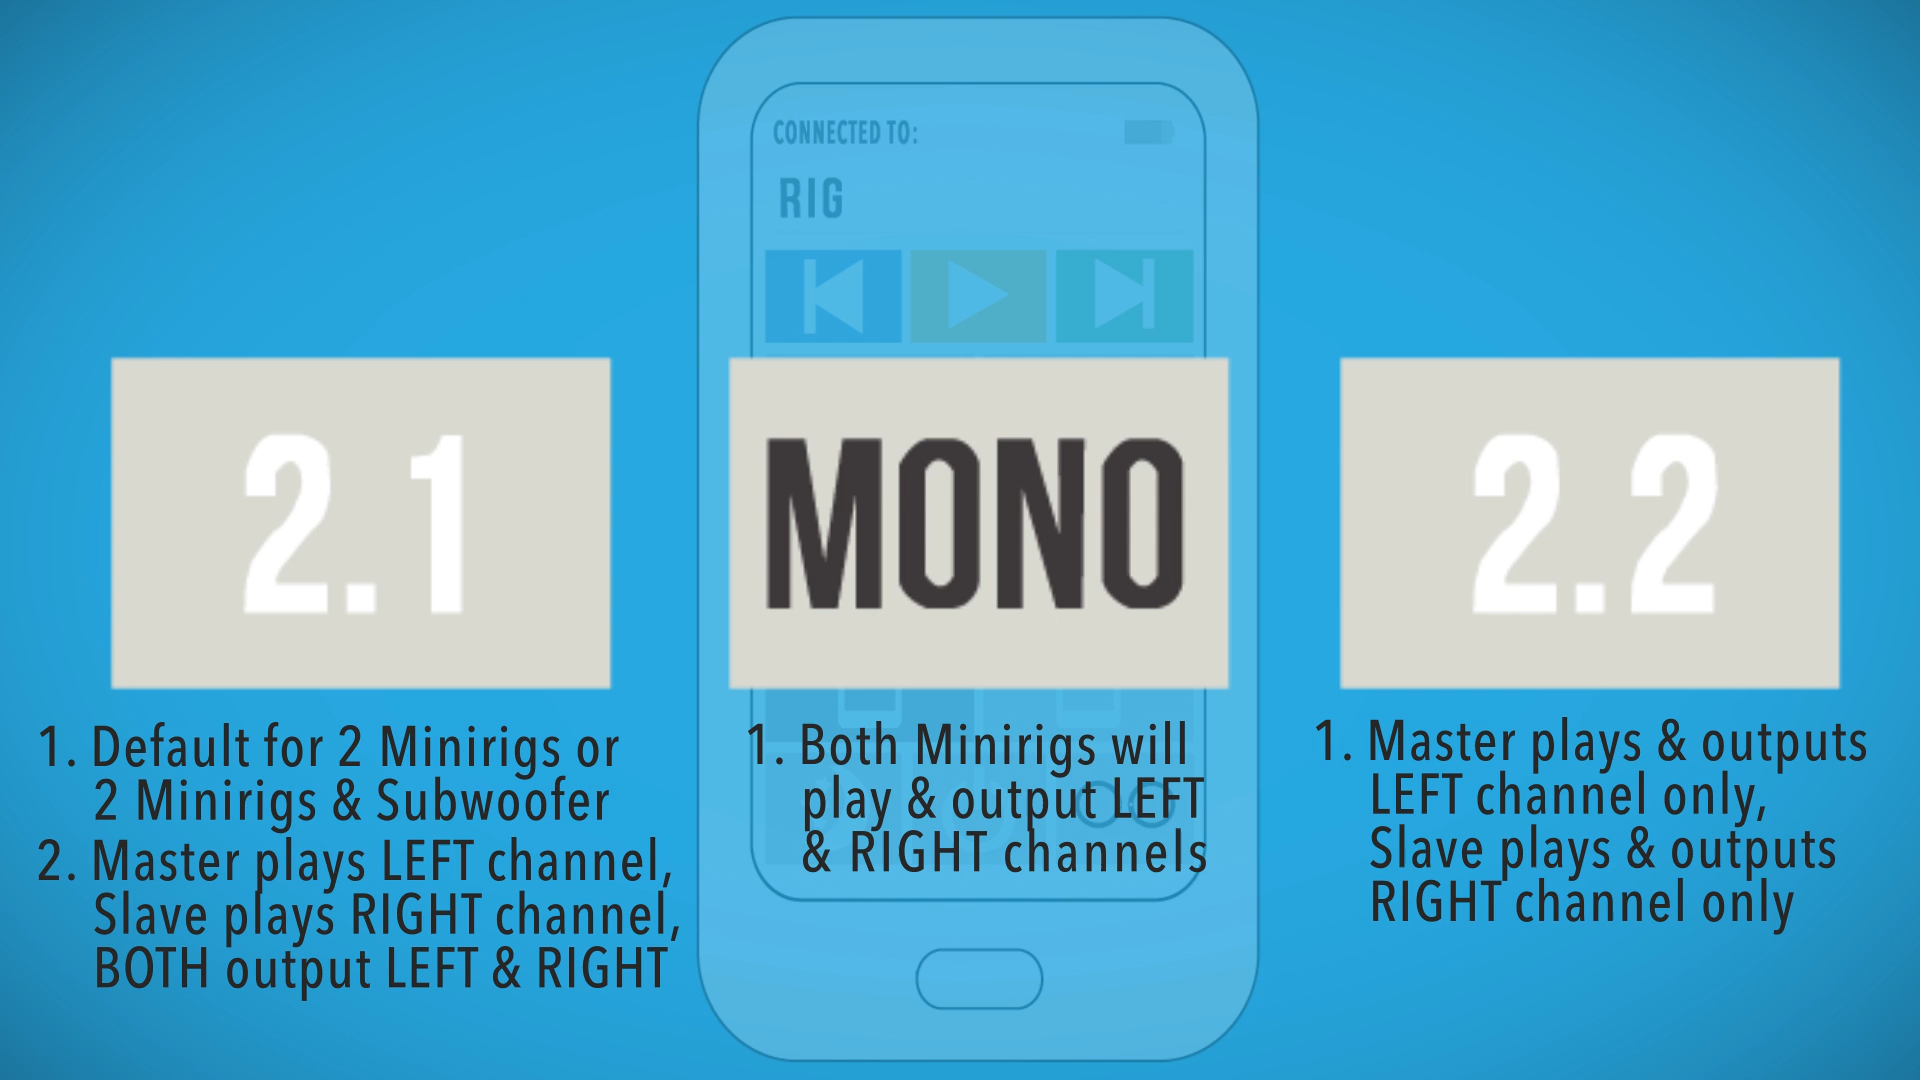 CONNECTED TO:
RIG
2.1
MONO
2.2
1. Default for 2 Minirigs or
2 Minirigs & Subwoofer
2. Master plays LEFT channel,
Slave plays RIGHT channel,
BOTH output LEFT & RIGHT
1. Both Minirigs will
play & output LEFT
& RIGHT channels
1. Master plays & outputs
LEFT channel only,
Slave plays & outputs
RIGHT channel only